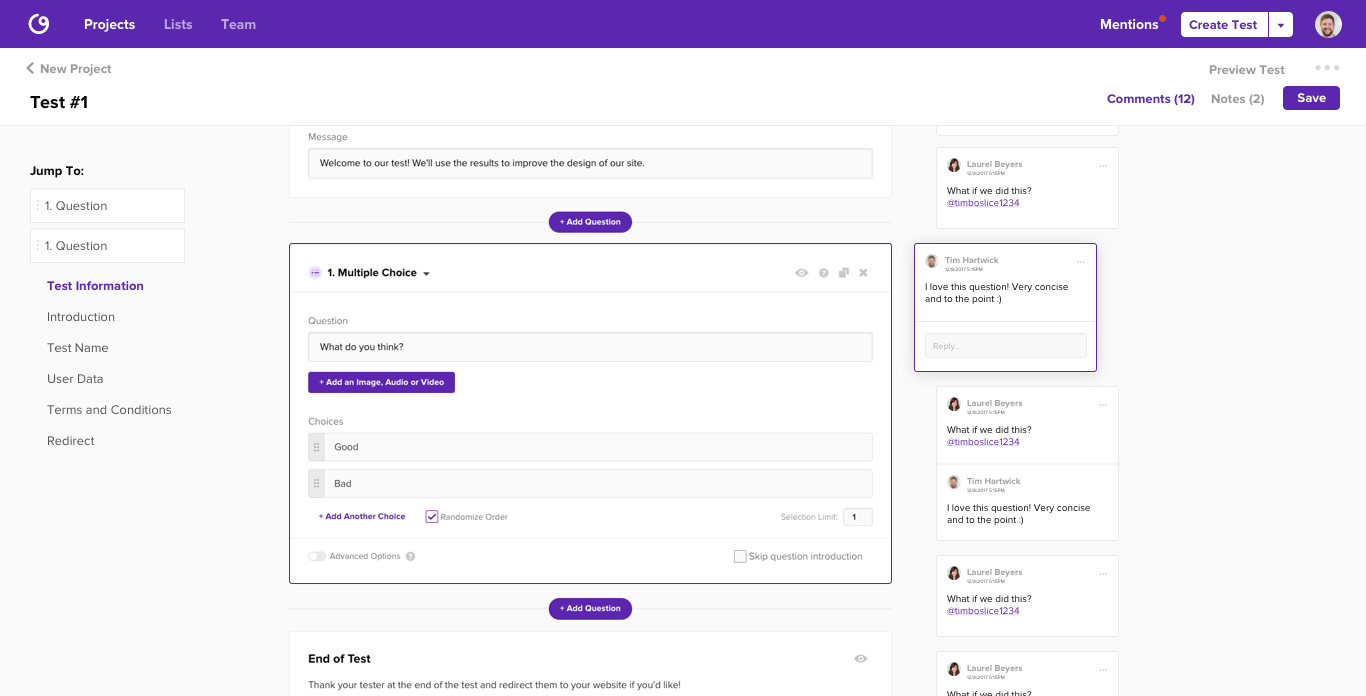 Projects
Lists
Team
Mentions
Create Test
New Project
Preview Test
Test #1
Comments (12)
Notes (2)
Save
Jump To:
1. Question
1. Question
Test Information
Introduction
Test Name
User Data
Terms and Conditions
Redirect
Message
Welcome to our test! We'll use the results to improve the design of our site.
+ Add Question
1. Multiple Choice
Question
What do you think?
+ Add an Image, Audio or Video
Choices
Good
Bad
+ Add Another Choice
Randomize Order
Selection Limit:
1
Advanced Options
?
Skip question introduction
+ Add Question
End of Test
Thank your tester at the end of the test and redirect them to your website if you'd like!
Laurel Beyers
12/8/2017 5:15PM
What if we did this?
@timboslice1234
Tim Hartwick
12/8/2017 5:15PM
I love this question! Very concise
and to the point :)
Reply...
Laurel Beyers
12/8/2017 5:15PM
What if we did this?
@timboslice1234
Tim Hartwick
12/8/2017 5:15PM
I love this question! Very concise
and to the point :)
Laurel Beyers
12/8/2017 5:15PM
What if we did this?
@timboslice1234
Laurel Beyers
12/8/2017 5:15PM
What if we did this?